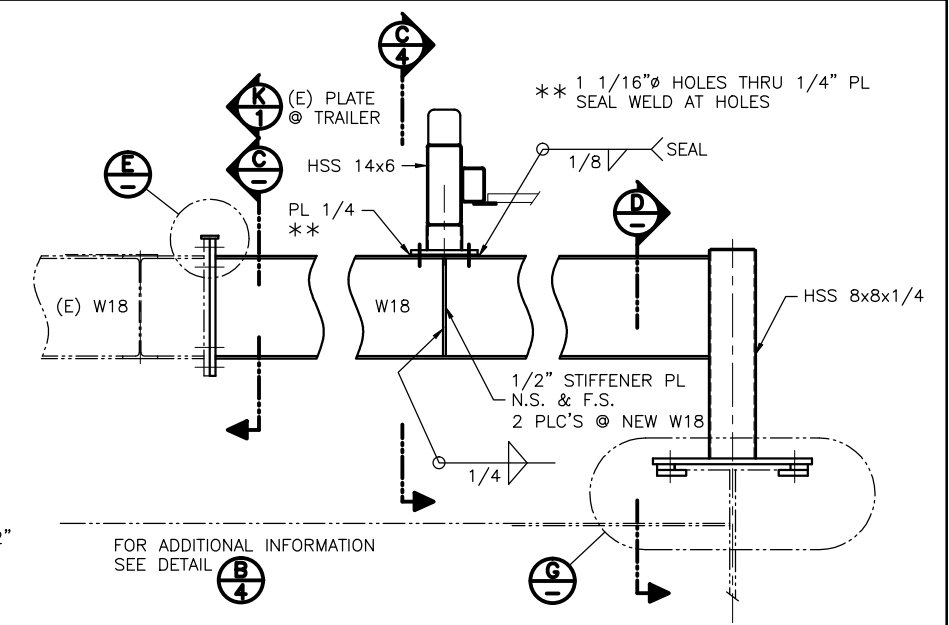 C
4
K
1
(E) PLATE
@ TRAILER
** 1 1/16"ø HOLES THRU 1/4" PL
SEAL WELD AT HOLES
E
–
C
–
HSS 14x6
1/8
SEAL
PL 1/4
**
D
–
(E) W18
W18
HSS 8x8x1/4
1/2" STIFFENER PL
N.S. & F.S.
2 PLC'S @ NEW W18
1/4
2"
FOR ADDITIONAL INFORMATION
SEE DETAIL
B
4
G
–